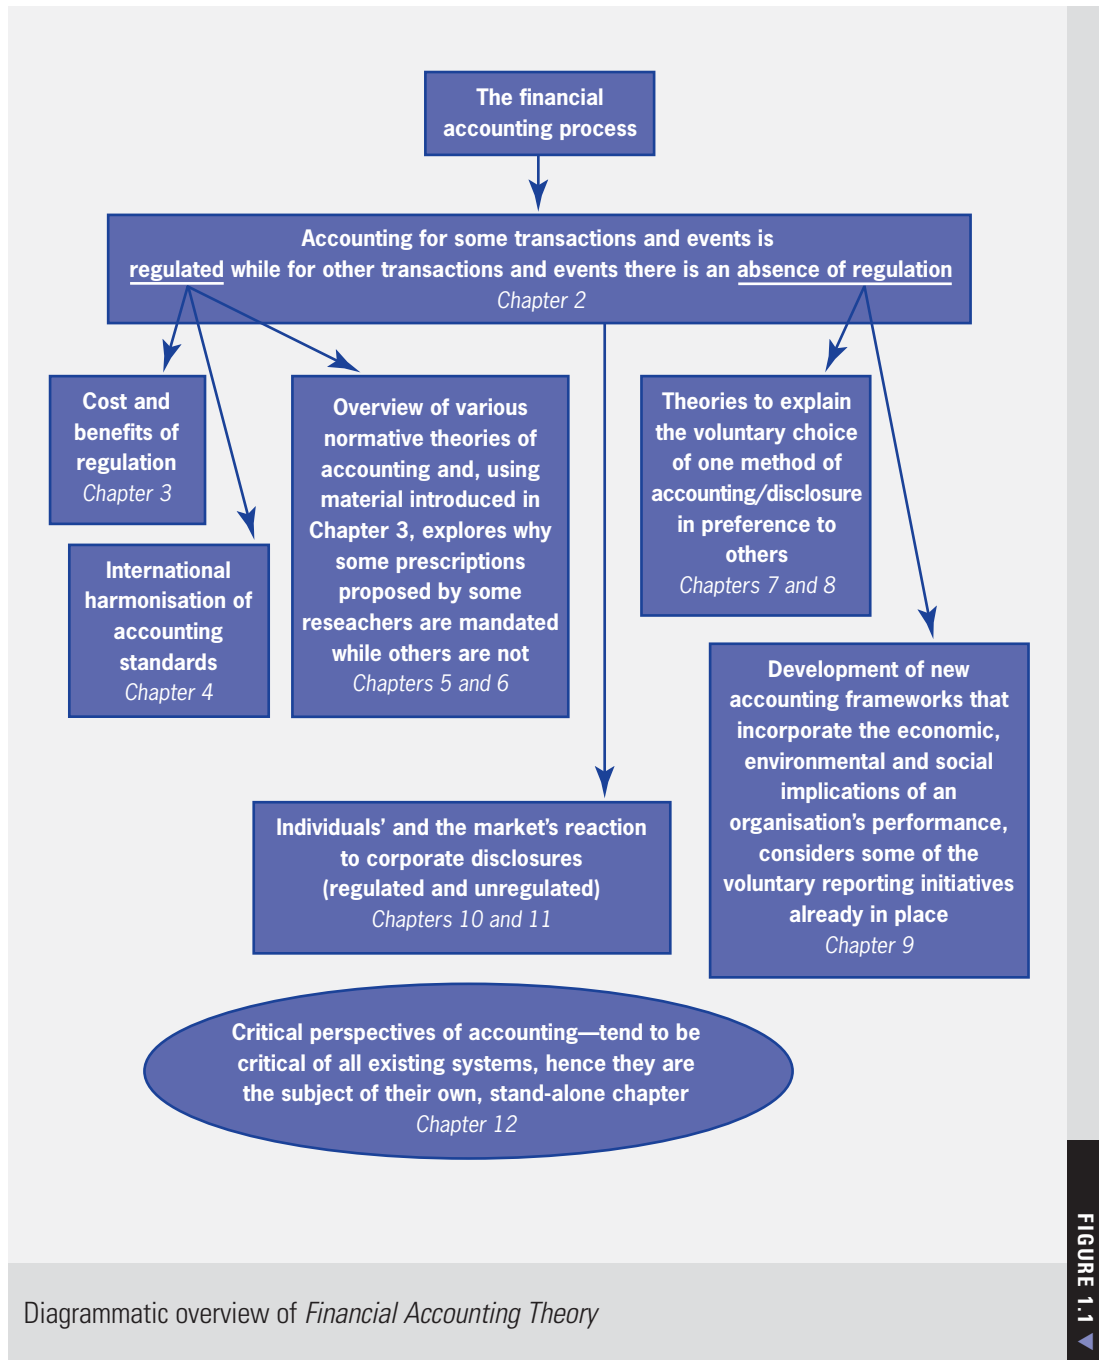 The financial
accounting process
Accounting for some transactions and events is
regulated while for other transactions and events there is an absence of regulation
Chapter 2
Cost and
benefits of
regulation
Chapter 3
International
harmonisation of
accounting
standards
Chapter 4
Overview of various
normative theories of
accounting and, using
material introduced in
Chapter 3, explores why
some prescriptions
proposed by some
reseachers are mandated
while others are not
Chapters 5 and 6
Theories to explain
the voluntary choice
of one method of
accounting/disclosure
in preference to
others
Chapters 7 and 8
Development of new
accounting frameworks that
incorporate the economic,
environmental and social
implications of an
organisation’s performance,
considers some of the
voluntary reporting initiatives
already in place
Chapter 9
Individuals’ and the market’s reaction
to corporate disclosures
(regulated and unregulated)
Chapters 10 and 11
Critical perspectives of accounting—tend to be
critical of all existing systems, hence they are
the subject of their own, stand-alone chapter
Chapter 12
Diagrammatic overview of Financial Accounting Theory
FIGURE 1.1